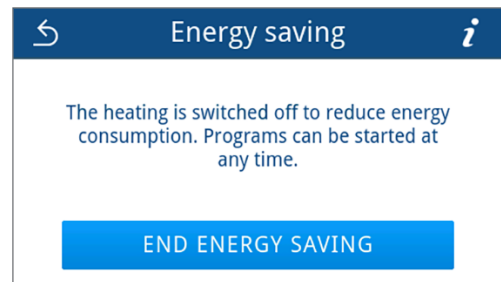 Energy saving i
The heating is switched off to reduce energy
consumption. Programs can be started at
any time.
END ENERGY SAVING